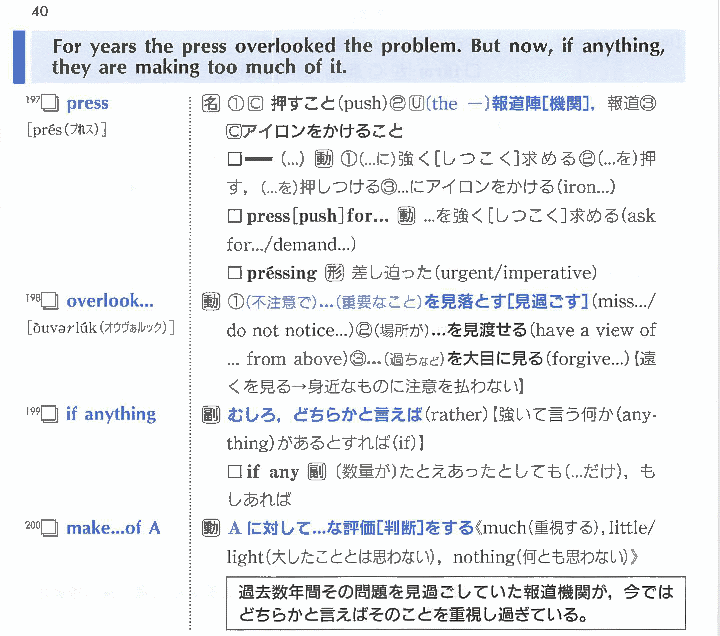 40
For years the press overlooked the problem. But now, if anything,
they are making too much of it.
197 □ press
[prés(プれス)]
名 ①Ⓒ 押すこと(push)②Ⓤ(the ―)報道陣[機関]，報道③
Ⓒアイロンをかけること
□━ (...) 動 ①(...に)強く[しつこく]求める②(...を)押
す，(...を)押しつける③...にアイロンをかける(iron...)
□ press[push]for... 動 ...を強く[しつこく]求める(ask
for.../demand...)
□ préssing 形 差し迫った(urgent/imperative)
198 □ overlook...
[òuvərlúk(オウヴぁルック)]
動 ①(不注意で)...(重要なこと)を見落とす[見過ごす](miss.../
do not notice...)②(場所が)...を見渡せる(have a view of
... from above)③...(過ちなど)を大目に見る(forgive...)【遠
くを見る→身近なものに注意を払わない】
199 □ if anything
副 むしろ，どちらかと言えば(rather)【強いて言う何か(any-
thing)があるとすれば(if)】
□ if any 副 (数量が)たとえあったとしても(...だけ)，も
しあれば
200 □ make...of A
動 A に対して...な評価[判断]をする《much(重視する), little/
light(大したこととは思わない)，nothing(何とも思わない)》
過去数年間その問題を見過ごしていた報道機関が，今では
どちらかと言えばそのことを重視し過ぎている。